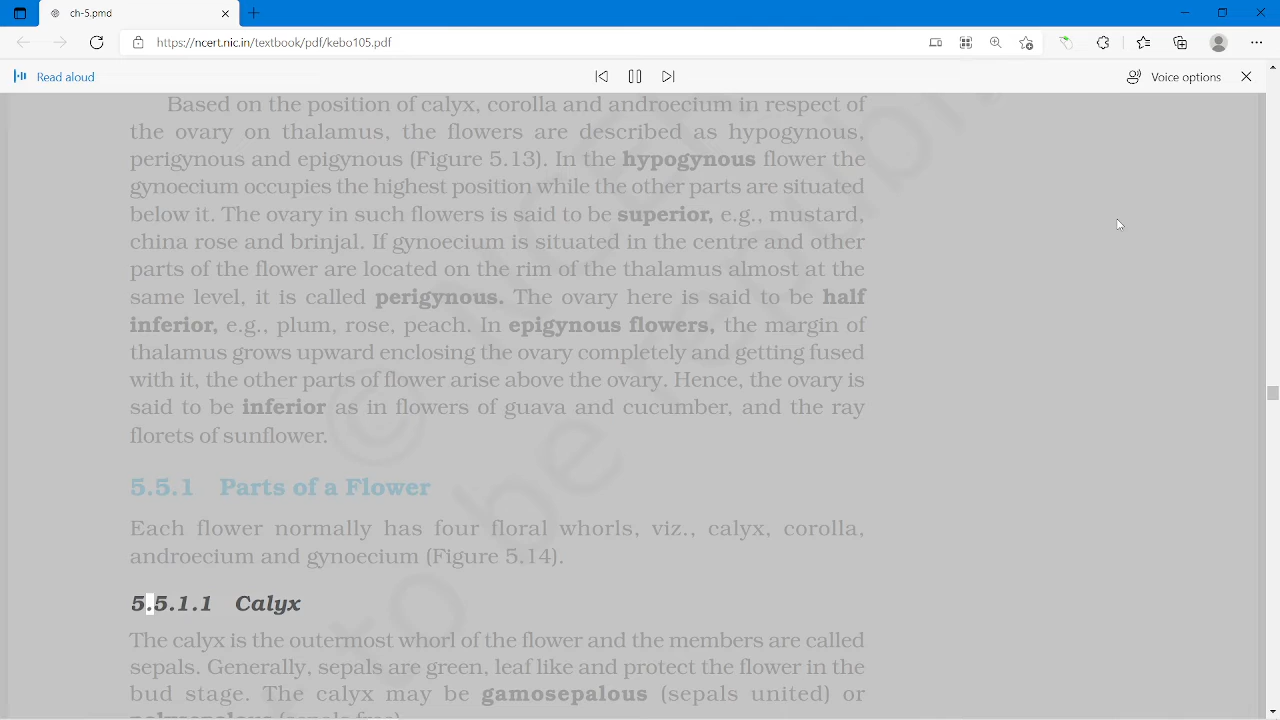 ch-5.pmd
https://ncert.nic.in/textbook/pdf/kebo105.pdf
Read aloud
Voice options
Based on the position of calyx, corolla and androecium in respect of
the ovary on thalamus, the flowers are described as hypogynous,
perigynous and epigynous (Figure 5.13). In the hypogynous flower the
gynoecium occupies the highest position while the other parts are situated
below it. The ovary in such flowers is said to be superior, e.g., mustard,
china rose and brinjal. If gynoecium is situated in the centre and other
parts of the flower are located on the rim of the thalamus almost at the
same level, it is called perigynous. The ovary here is said to be half
inferior, e.g., plum, rose, peach. In epigynous flowers, the margin of
thalamus grows upward enclosing the ovary completely and getting fused
with it, the other parts of flower arise above the ovary. Hence, the ovary is
said to be inferior as in flowers of guava and cucumber, and the ray
florets of sunflower.
5.5.1 Parts of a Flower
Each flower normally has four floral whorls, viz., calyx, corolla,
androecium and gynoecium (Figure 5.14).
5.5.1.1 Calyx
The calyx is the outermost whorl of the flower and the members are called
sepals. Generally, sepals are green, leaf like and protect the flower in the
bud stage. The calyx may be gamosepalous (sepals united) or